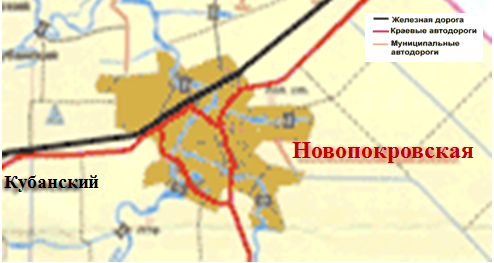 Железная дорога
Краевые автодороги
Муниципальные
автодороги
Новопокровская
Кубанский